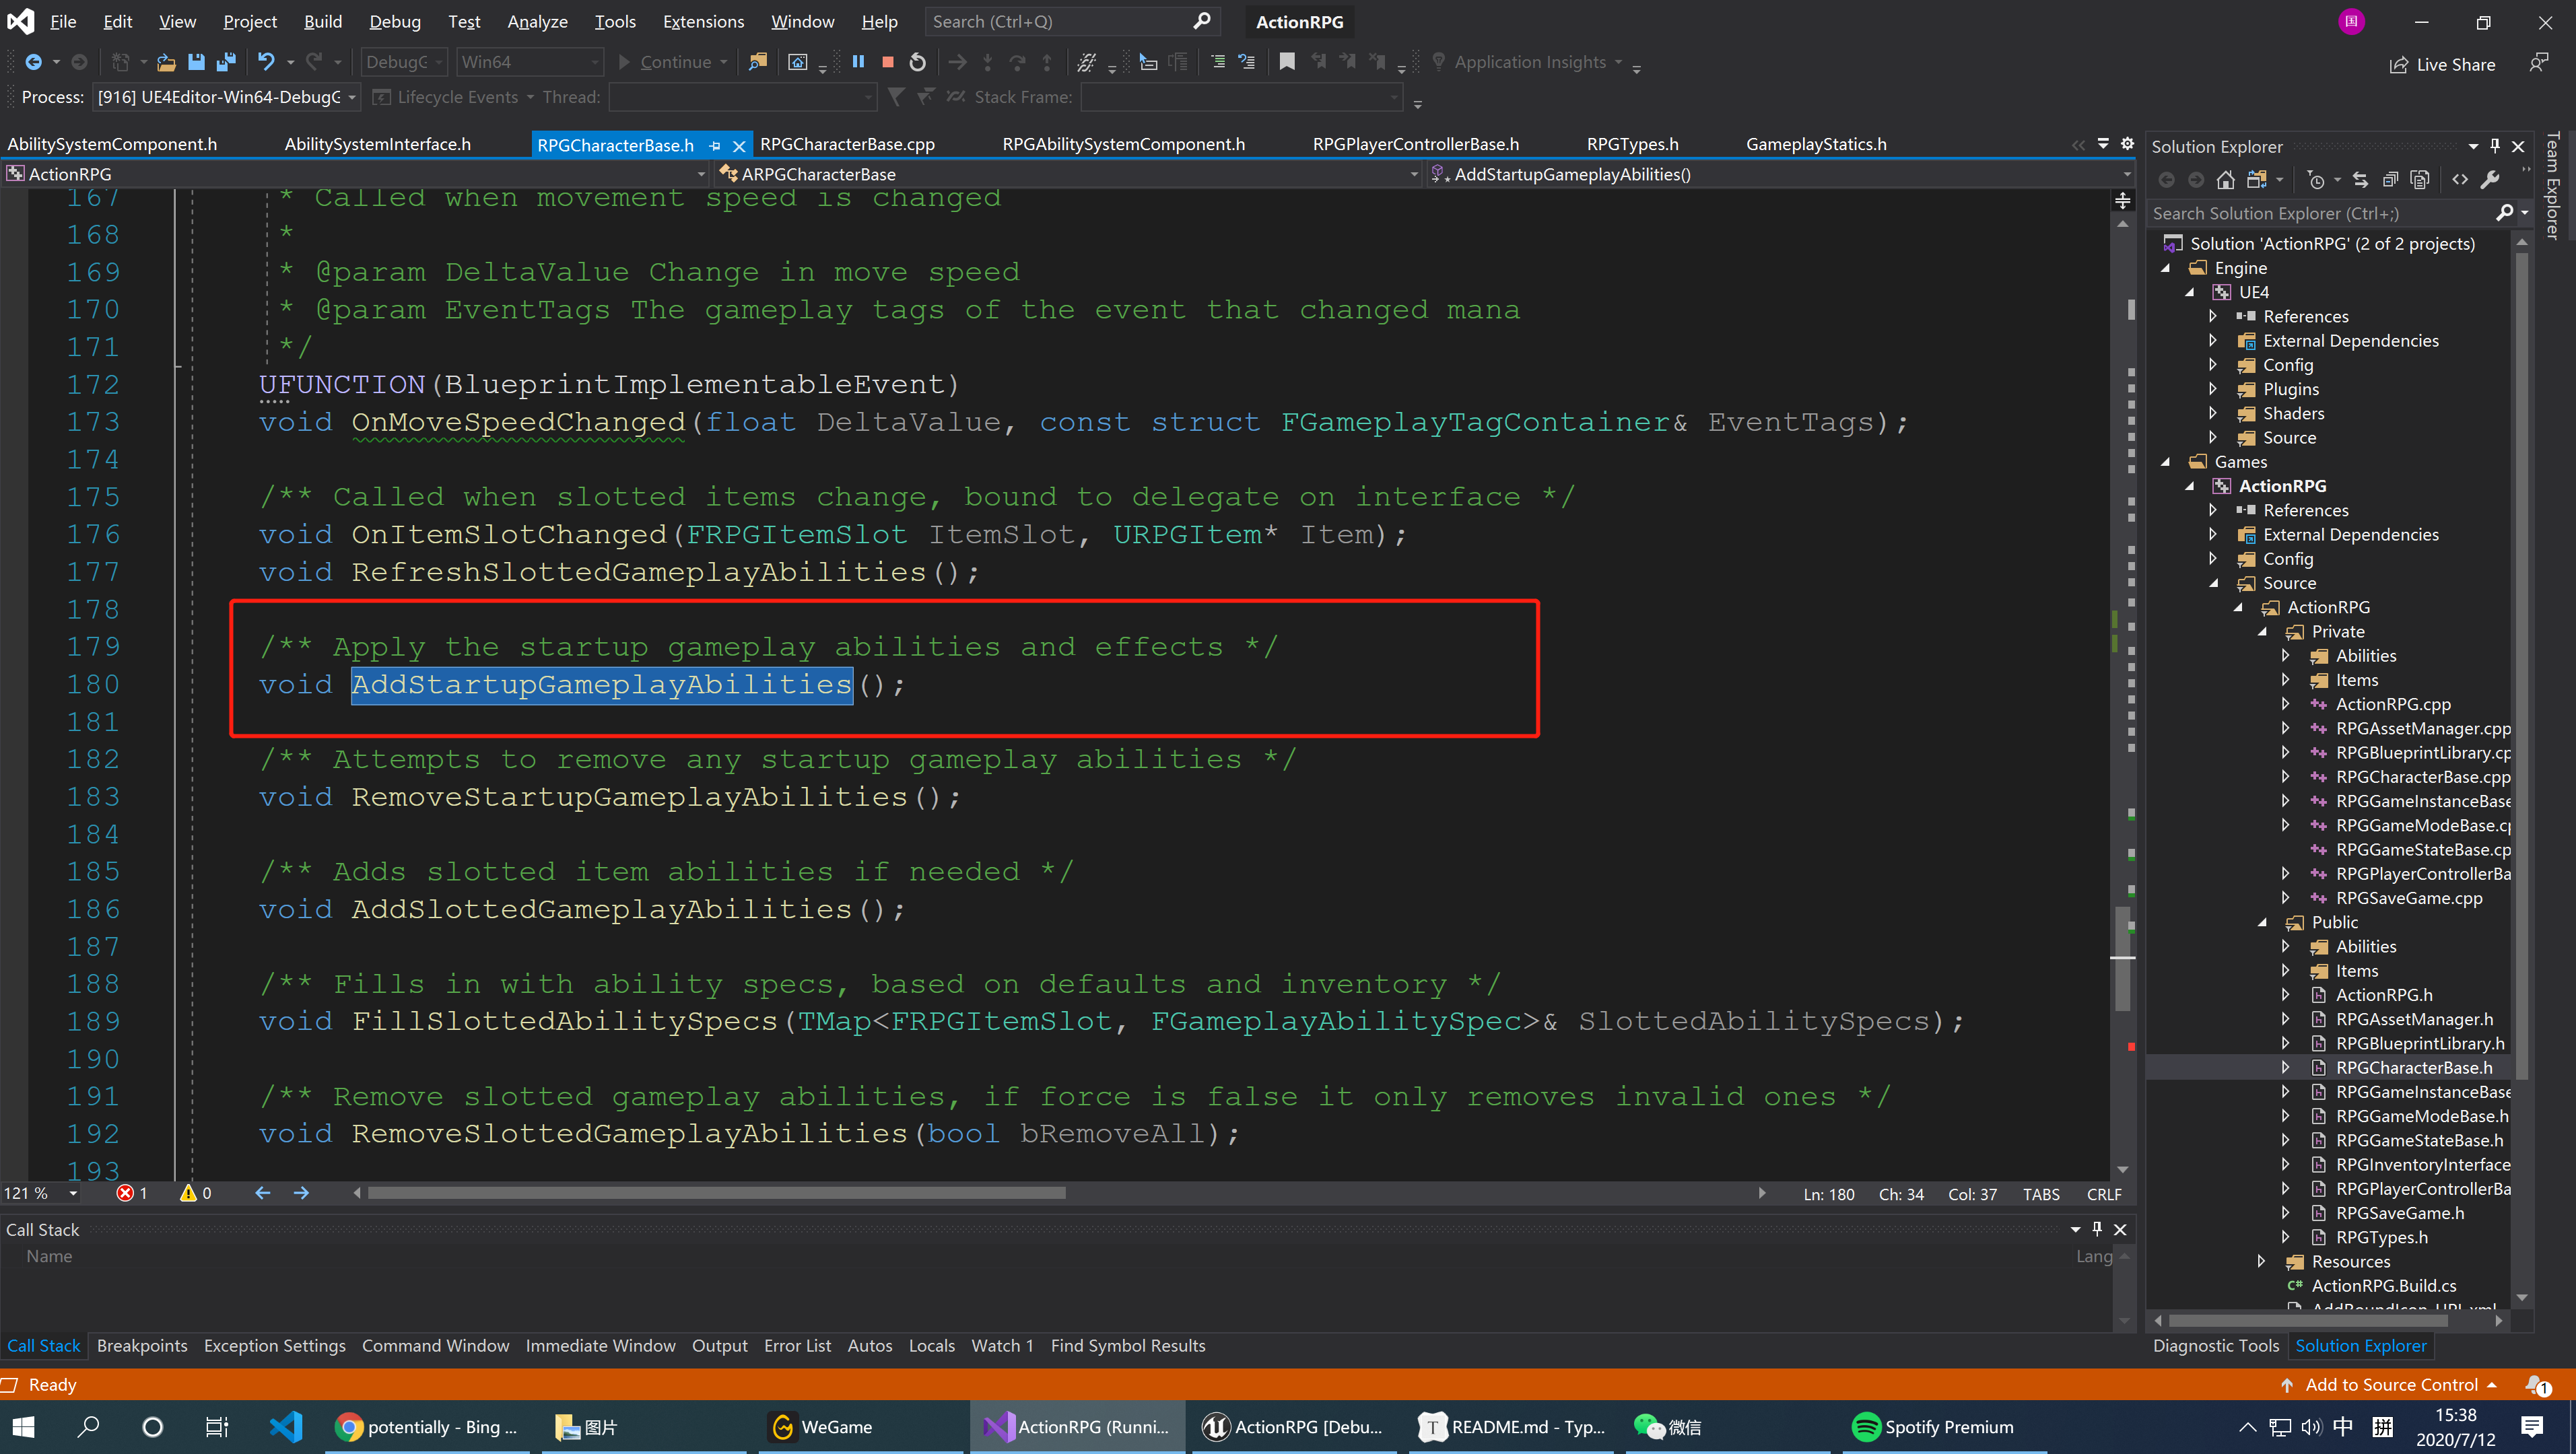 File Edit View Project Build Debug Test Analyze Tools Extensions Window Help Search (Ctrl+Q) ActionRPG 国
DebugG Win64 Continue Application Insights Live Share
Process: [916] UE4Editor-Win64-DebugG Lifecycle Events Thread: Stack Frame:
AbilitySystemComponent.h AbilitySystemInterface.h RPGCharacterBase.h RPGCharacterBase.cpp RPGAbilitySystemComponent.h RPGPlayerControllerBase.h RPGTypes.h GameplayStatics.h
ActionRPG ARPGCharacterBase AddStartupGameplayAbilities()
167 * Called when movement speed is changed
168 *
169 * @param DeltaValue Change in move speed
170 * @param EventTags The gameplay tags of the event that changed mana
171 */
172 UFUNCTION(BlueprintImplementableEvent)
173 void OnMoveSpeedChanged(float DeltaValue, const struct FGameplayTagContainer& EventTags);
174
175 /** Called when slotted items change, bound to delegate on interface */
176 void OnItemSlotChanged(FRPGItemSlot ItemSlot, URPGItem* Item);
177 void RefreshSlottedGameplayAbilities();
178
179 /** Apply the startup gameplay abilities and effects */
180 void AddStartupGameplayAbilities();
181
182 /** Attempts to remove any startup gameplay abilities */
183 void RemoveStartupGameplayAbilities();
184
185 /** Adds slotted item abilities if needed */
186 void AddSlottedGameplayAbilities();
187
188 /** Fills in with ability specs, based on defaults and inventory */
189 void FillSlottedAbilitySpecs(TMap<FRPGItemSlot, FGameplayAbilitySpec>& SlottedAbilitySpecs);
190
191 /** Remove slotted gameplay abilities, if force is false it only removes invalid ones */
192 void RemoveSlottedGameplayAbilities(bool bRemoveAll);
193
121 % 1 0 Ln: 180 Ch: 34 Col: 37 TABS CRLF
Call Stack
Name Lang
Call Stack Breakpoints Exception Settings Command Window Immediate Window Output Error List Autos Locals Watch 1 Find Symbol Results
Solution Explorer
Team Explorer
Search Solution Explorer (Ctrl+;)
Solution 'ActionRPG' (2 of 2 projects)
Engine
UE4
References
External Dependencies
Config
Plugins
Shaders
Source
Games
ActionRPG
References
External Dependencies
Config
Source
ActionRPG
Private
Abilities
Items
ActionRPG.cpp
RPGAssetManager.cpp
RPGBlueprintLibrary.cp
RPGCharacterBase.cpp
RPGGameInstanceBase
RPGGameModeBase.cp
RPGGameStateBase.cp
RPGPlayerControllerBa
RPGSaveGame.cpp
Public
Abilities
Items
ActionRPG.h
RPGAssetManager.h
RPGBlueprintLibrary.h
RPGCharacterBase.h
RPGGameInstanceBase
RPGGameModeBase.h
RPGGameStateBase.h
RPGInventoryInterface
RPGPlayerControllerBa
RPGSaveGame.h
RPGTypes.h
Resources
ActionRPG.Build.cs
Diagnostic Tools Solution Explorer
Ready Add to Source Control 1
potentially - Bing ... 图片 WeGame ActionRPG (Runni... ActionRPG [Debu... README.md - Typ... 微信 Spotify Premium 中 拼 15:38
2020/7/12